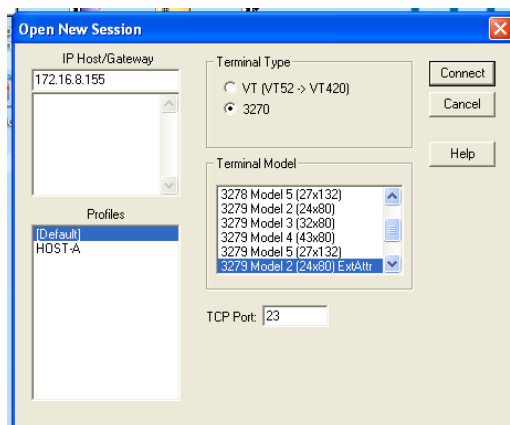 Open New Session
IP Host/Gateway
172.16.8.155
Profiles
[Default]
HOST-A
Terminal Type
VT (VT52 -> VT420)
3270
Terminal Model
3278 Model 5 (27x132)
3279 Model 2 (24x80)
3279 Model 3 (32x80)
3279 Model 4 (43x80)
3279 Model 5 (27x132)
3279 Model 2 (24x80) ExtAttr
TCP Port: 23
Connect
Cancel
Help